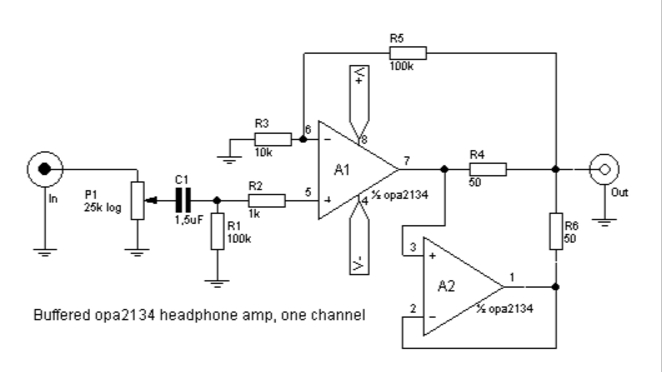 R5
100k
V+
R3
10k
6
8
A1
7
R4
50
In
P1
25k log
C1
1,5uF
R2
1k
5
4
½ opa2134
Out
R1
100k
V-
R6
50
3
A2
1
2
½ opa2134
Buffered opa2134 headphone amp, one channel